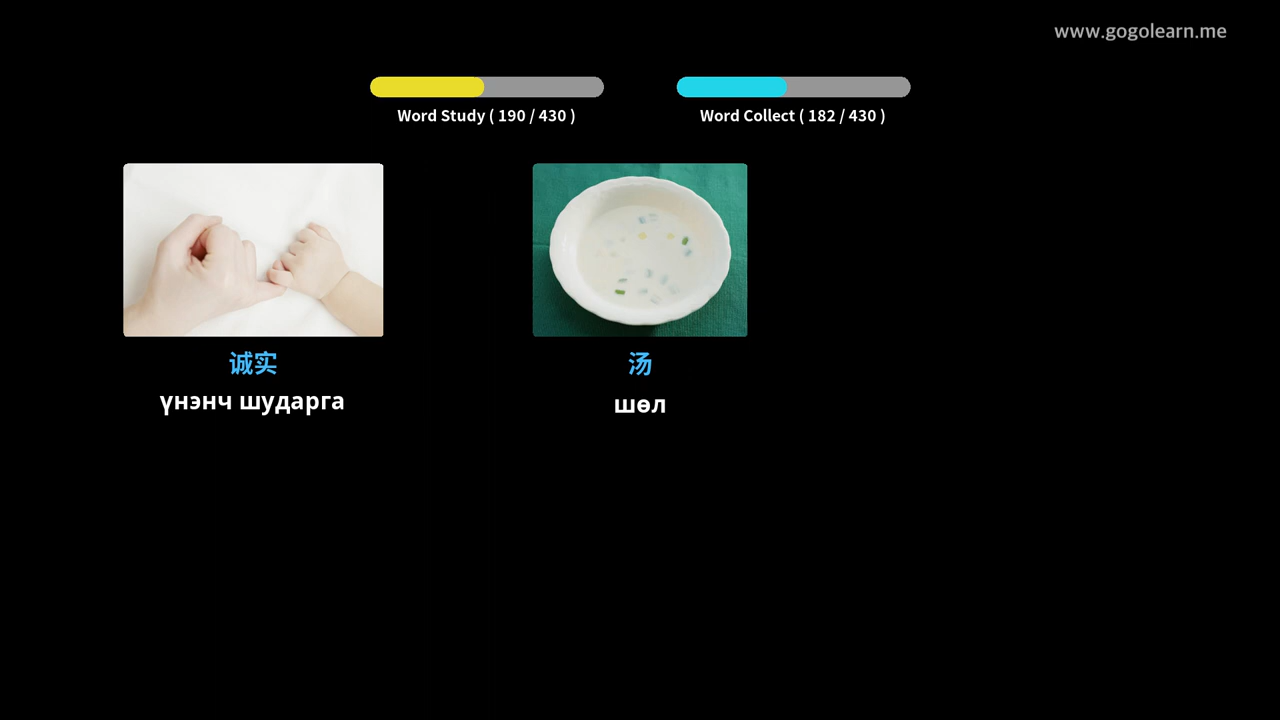 www.gogolearn.me
Word Study ( 190 / 430 )
Word Collect ( 182 / 430 )
诚实
үнэнч шударга
汤
шөл